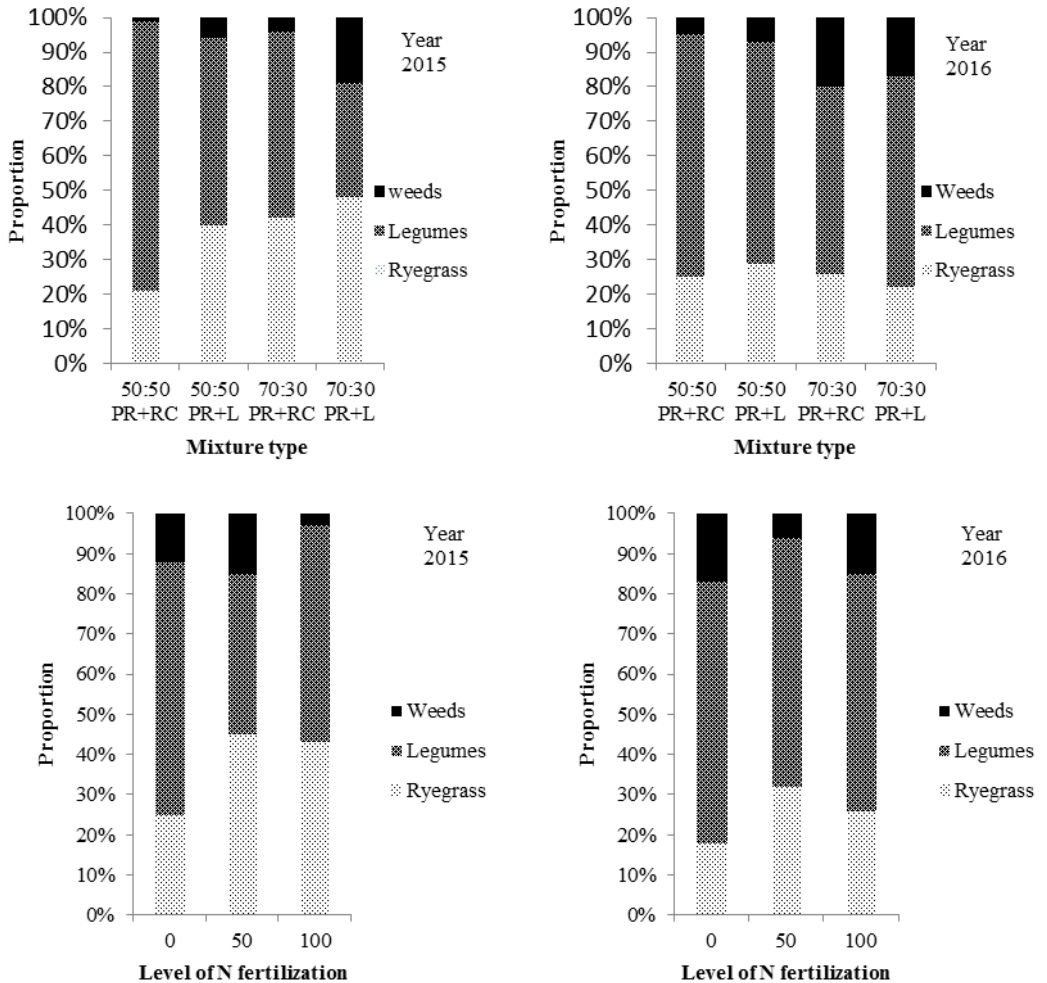 100%
90%
80%
70%
60%
50%
40%
30%
20%
10%
0%
Proportion
Year
2015
weeds
Legumes
Ryegrass
50:50 50:50 70:30 70:30
PR+RC PR+L PR+RC PR+L
Mixture type
100%
90%
80%
70%
60%
50%
40%
30%
20%
10%
0%
Proportion
Year
2016
Weeds
Legumes
Ryegrass
50:50 50:50 70:30 70:30
PR+RC PR+L PR+RC PR+L
Mixture type
100%
90%
80%
70%
60%
50%
40%
30%
20%
10%
0%
Proportion
Year
2015
Weeds
Legumes
Ryegrass
0 50 100
Level of N fertilization
100%
90%
80%
70%
60%
50%
40%
30%
20%
10%
0%
Proportion
Year
2016
Weeds
Legumes
Ryegrass
0 50 100
Level of N fertilization